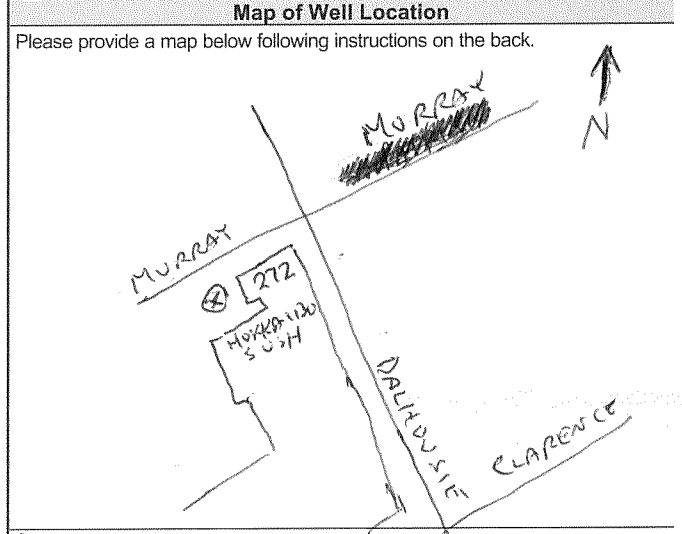 Map of Well Location
Please provide a map below following instructions on the back.
MURRAY
N
MURRAY
272
HOKKAIDO
SUSHI
DALHOUSIE
CLARENCE